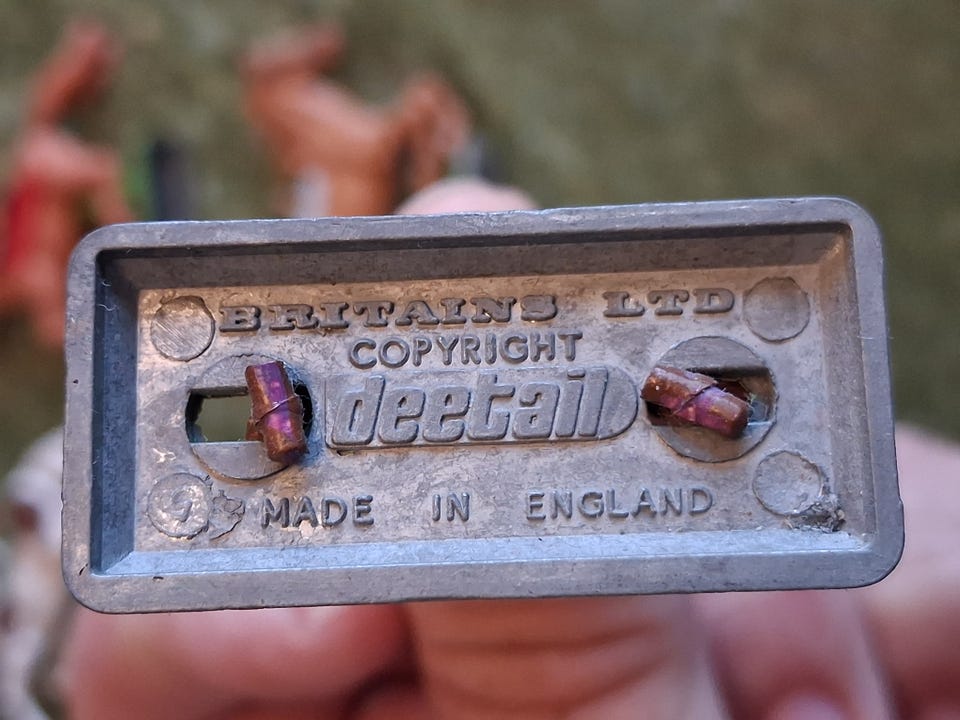 BRITAINS LTD
COPYRIGHT
deetail
MADE IN ENGLAND